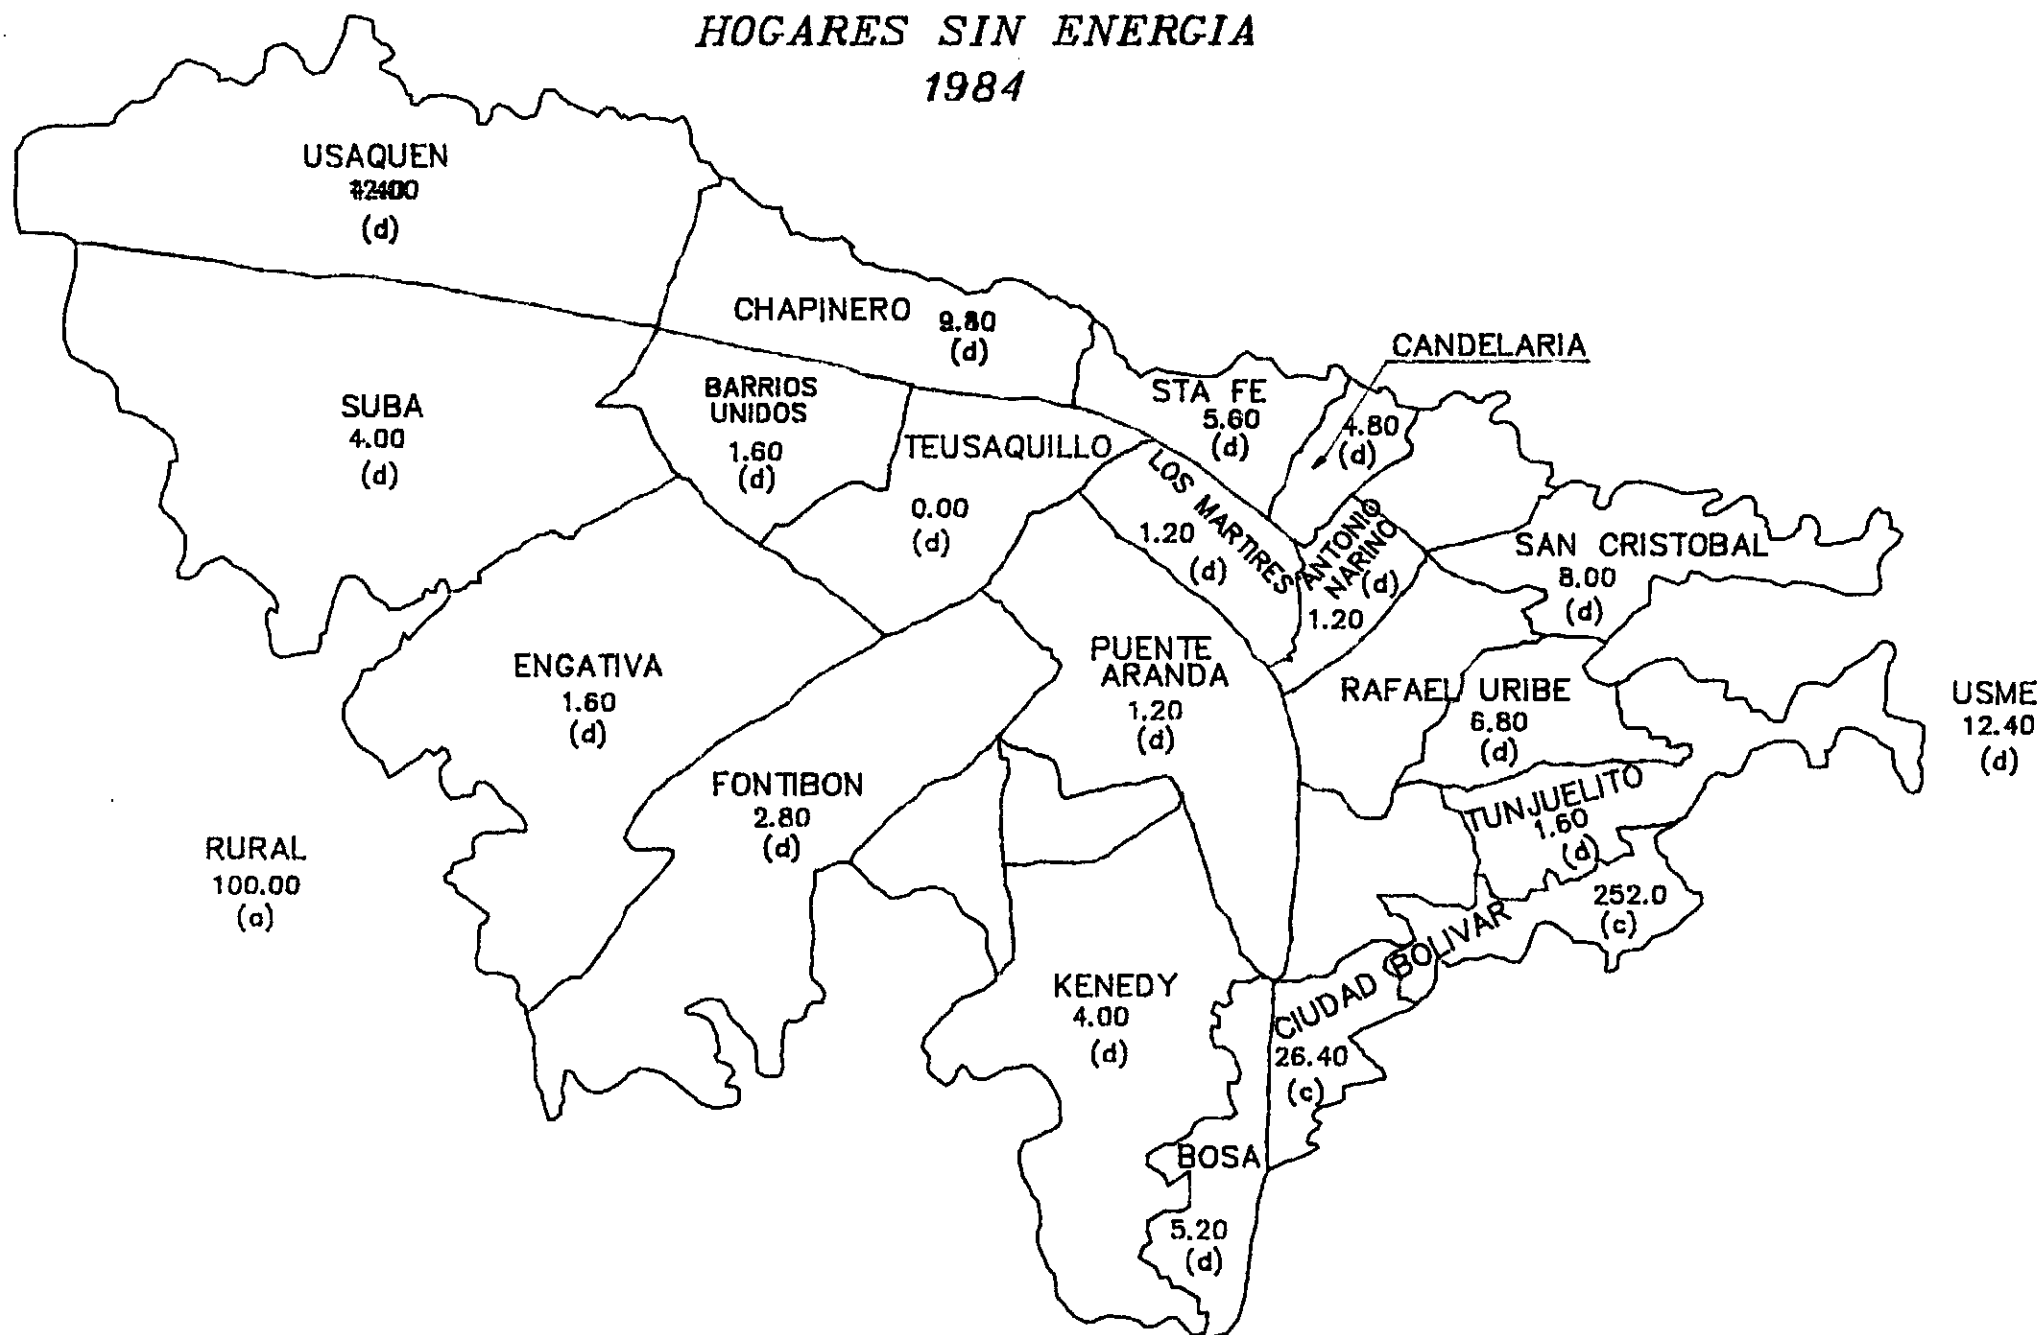 HOGARES SIN ENERGIA
1984
USAQUEN
(d)
CHAPINERO
9.80
(d)
CANDELARIA
4.80
(d)
STA FE
5.60
(d)
SUBA
4.00
(d)
BARRIOS
UNIDOS
1.60
(d)
TEUSAQUILLO
0.00
(d)
LOS MARTIRES
1.20
(d)
ANTONIO
NARINO
(d)
1.20
SAN CRISTOBAL
8.00
(d)
ENGATIVA
1.60
(d)
PUENTE
ARANDA
1.20
(d)
RAFAEL URIBE
6.80
(d)
USME
12.40
(d)
FONTIBON
2.80
(d)
TUNJUELITO
1.60
(d)
RURAL
100.00
(a)
252.0
(c)
KENEDY
4.00
(d)
CIUDAD BOLIVAR
26.40
(c)
BOSA
5.20
(d)